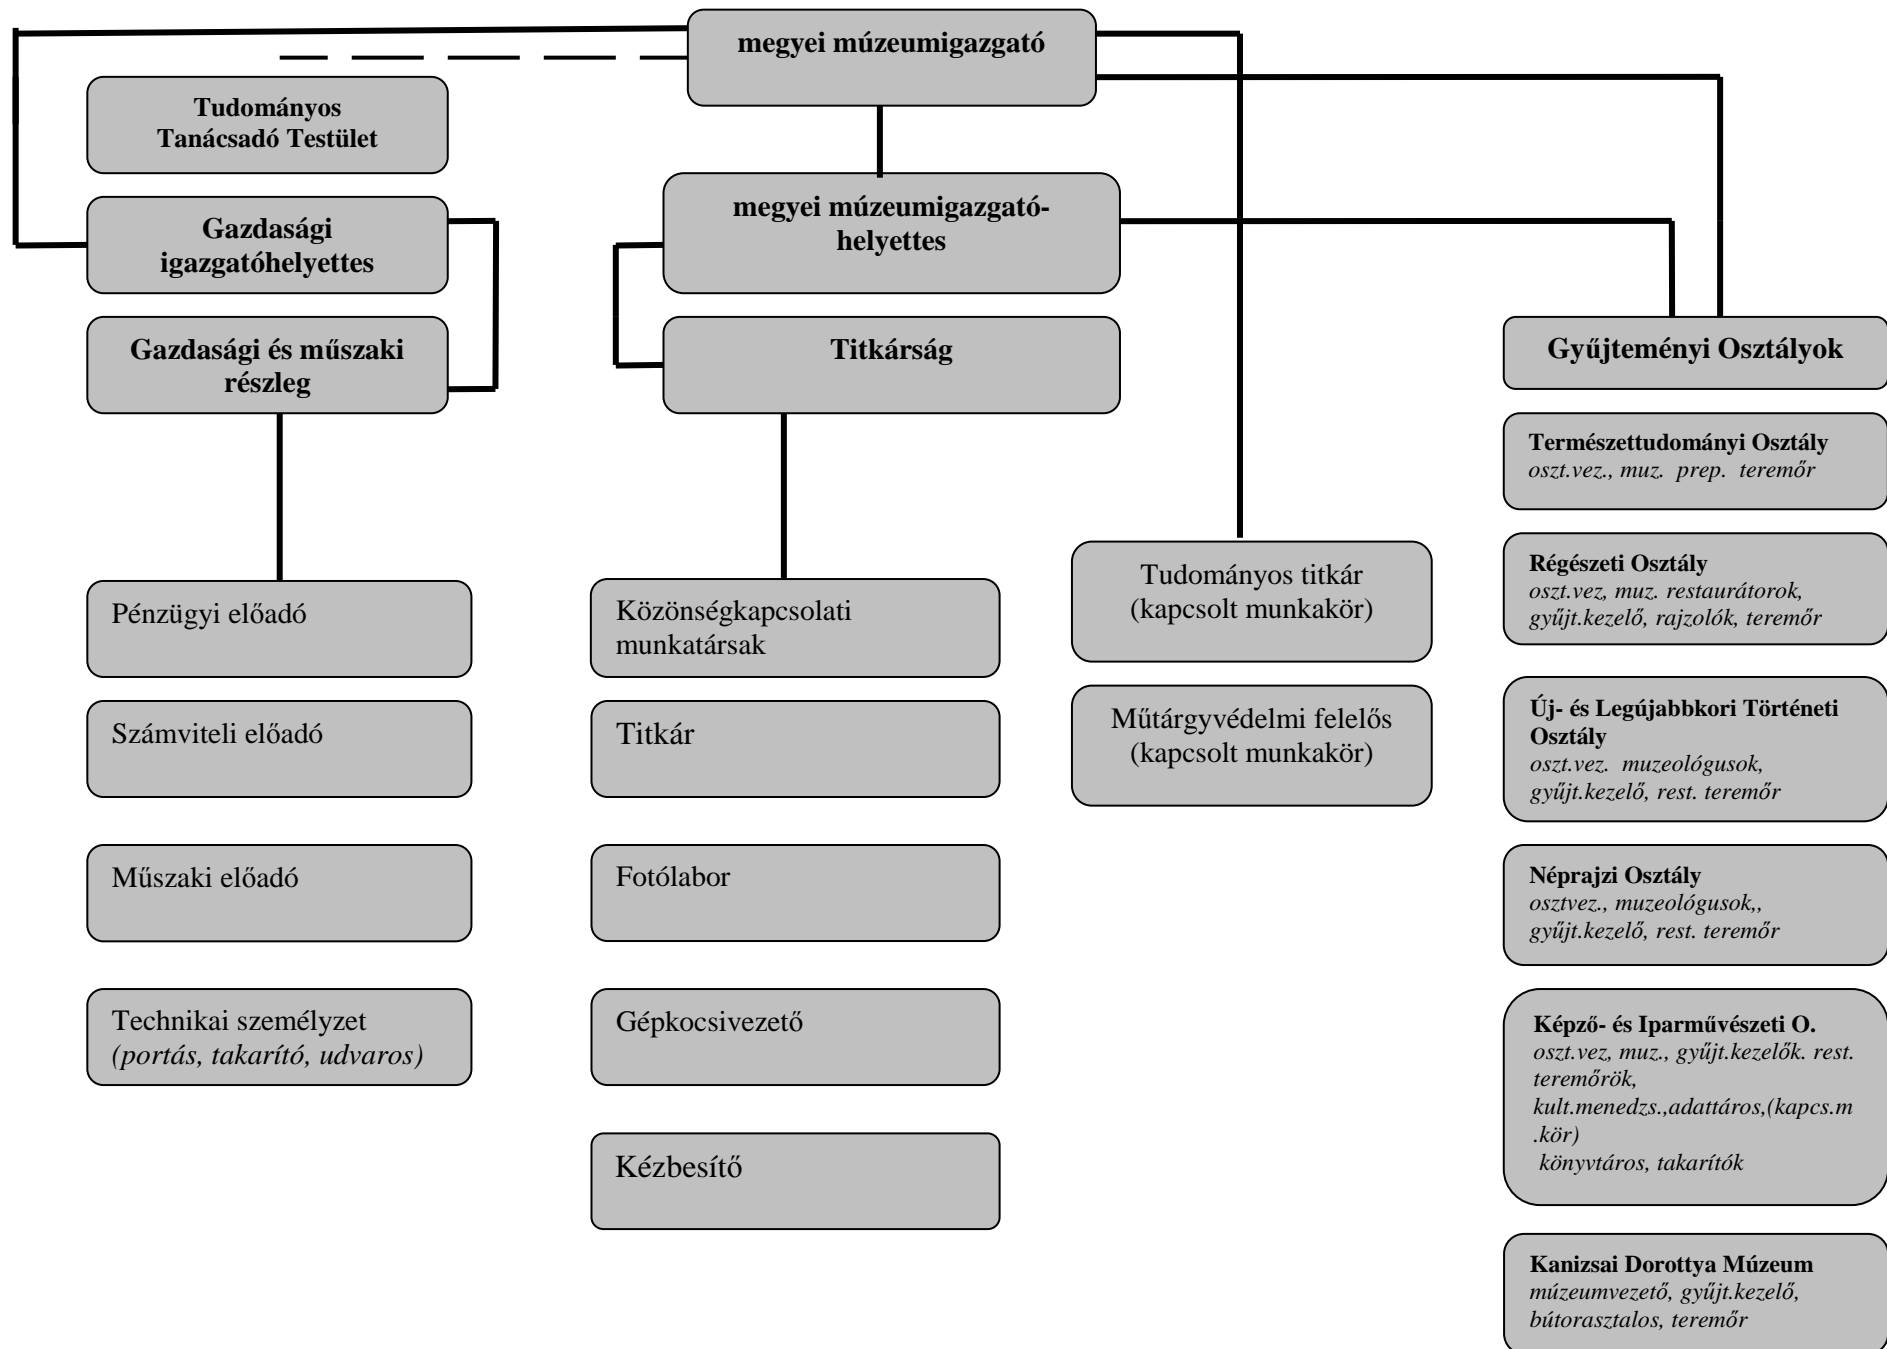 megyei múzeumigazgató
Tudományos
Tanácsadó Testület
Gazdasági
igazgatóhelyettes
megyei múzeumigazgató-
helyettes
Gazdasági és műszaki
részleg
Titkárság
Gyűjteményi Osztályok
Pénzügyi előadó
Számviteli előadó
Műszaki előadó
Technikai személyzet
(portás, takarító, udvaros)
Közönségkapcsolati
munkatársak
Titkár
Fotólabor
Gépkocsivezető
Kézbesítő
Tudományos titkár
(kapcsolt munkakör)
Műtárgyvédelmi felelős
(kapcsolt munkakör)
Természettudományi Osztály
oszt.vez., muz.  prep.  teremőr
Régészeti Osztály
oszt.vez, muz. restaurátorok,
gyűjt.kezelő, rajzolók, teremőr
Új- és Legújabbkori Történeti
Osztály
oszt.vez.  muzeológusok,
gyűjt.kezelő, rest. teremőr
Néprajzi Osztály
osztvez., muzeológusok,,
gyűjt.kezelő, rest. teremőr
Képző- és Iparművészeti O.
oszt.vez, muz., gyűjt.kezelők. rest.
teremőrök,
kult.menedzs.,adattáros,(kapcs.m
.kör)
könyvtáros, takarítók
Kanizsai Dorottya Múzeum
múzeumvezető, gyűjt.kezelő,
bútorasztalos, teremőr